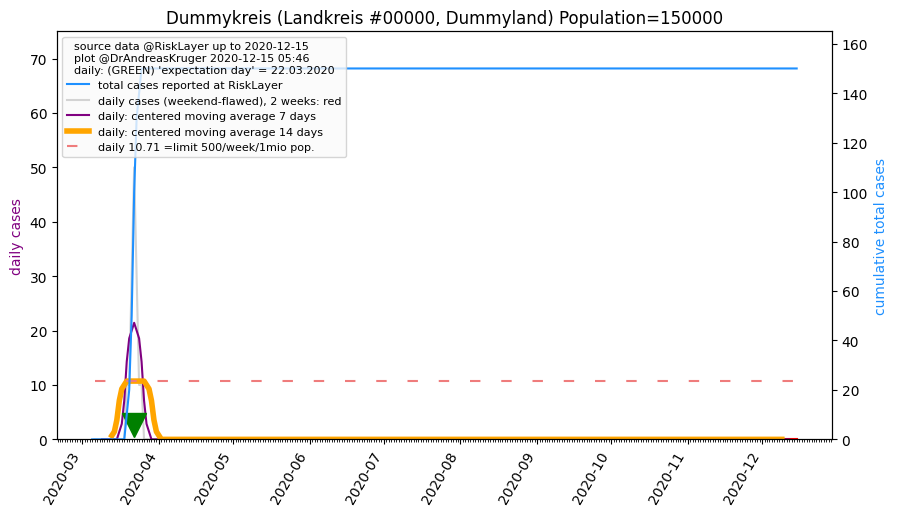 Dummykreis (Landkreis #00000, Dummyland) Population=150000
source data @RiskLayer up to 2020-12-15
plot @DrAndreasKruger 2020-12-15 05:46
daily: (GREEN) 'expectation day' = 22.03.2020
total cases reported at RiskLayer
daily cases (weekend-flawed), 2 weeks: red
daily: centered moving average 7 days
daily: centered moving average 14 days
daily 10.71 =limit 500/week/1mio pop.
daily cases
70
60
50
40
30
20
10
0
cumulative total cases
160
140
120
100
80
60
40
20
0
2020-03
2020-04
2020-05
2020-06
2020-07
2020-08
2020-09
2020-10
2020-11
2020-12